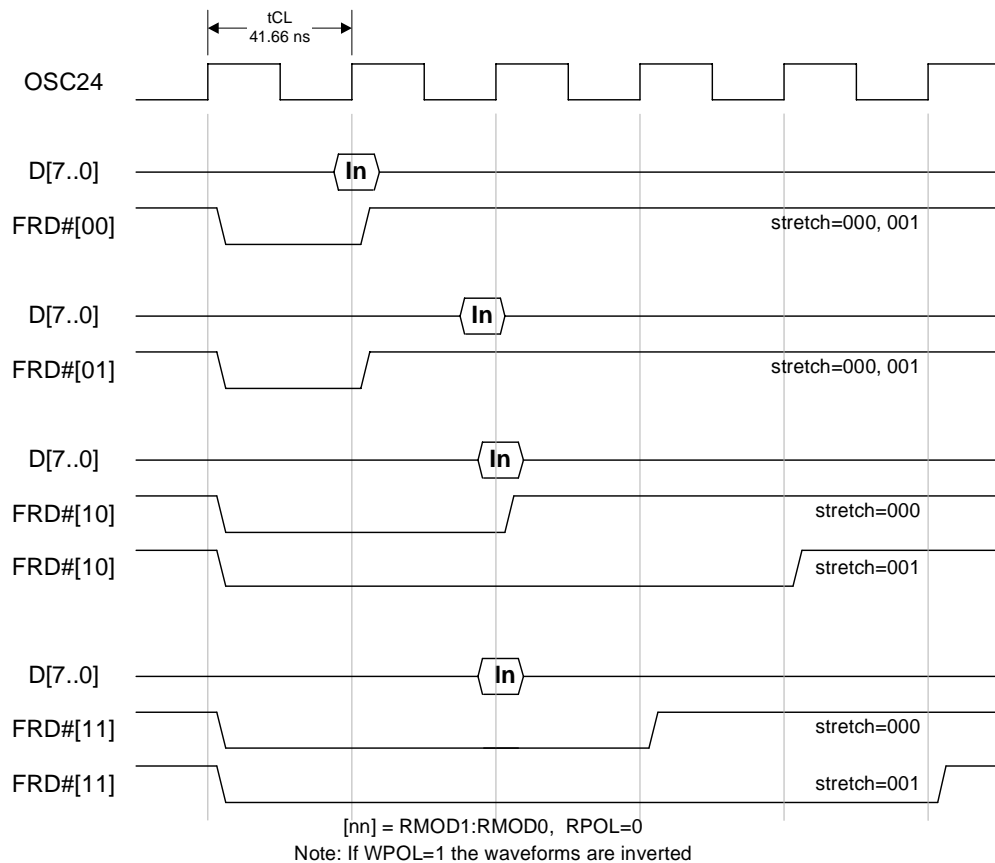 tCL
41.66 ns
OSC24
D[7..0]
In
FRD#[00]
stretch=000, 001
D[7..0]
In
FRD#[01]
stretch=000, 001
D[7..0]
In
FRD#[10]
stretch=000
FRD#[10]
stretch=001
D[7..0]
In
FRD#[11]
stretch=000
FRD#[11]
stretch=001
[nn] = RMOD1:RMOD0, RPOL=0
Note: If WPOL=1 the waveforms are inverted